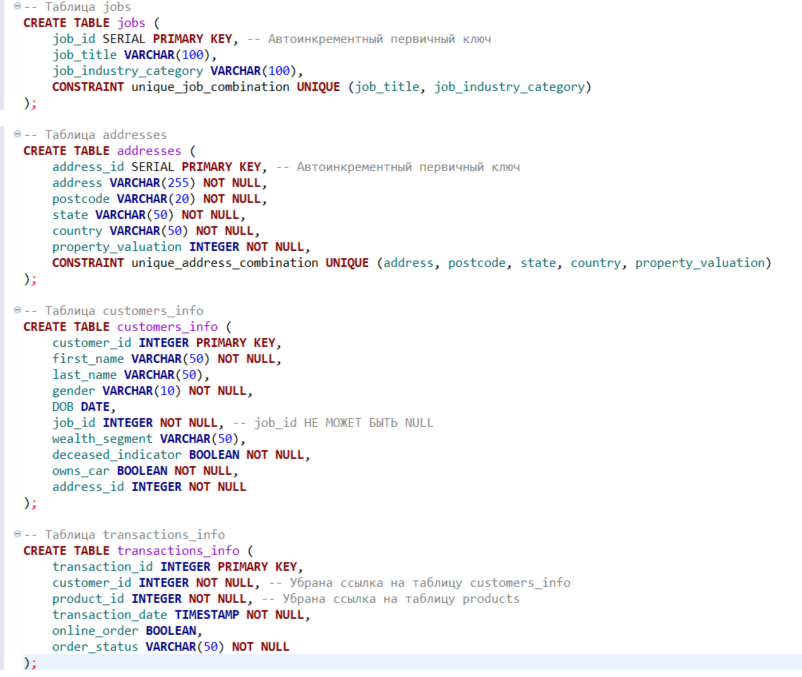 -- Таблица jobs
CREATE TABLE jobs (
    job_id SERIAL PRIMARY KEY, -- Автоинкрементный первичный ключ
    job_title VARCHAR(100),
    job_industry_category VARCHAR(100),
    CONSTRAINT unique_job_combination UNIQUE (job_title, job_industry_category)
);
-- Таблица addresses
CREATE TABLE addresses (
    address_id SERIAL PRIMARY KEY, -- Автоинкрементный первичный ключ
    address VARCHAR(255) NOT NULL,
    postcode VARCHAR(20) NOT NULL,
    state VARCHAR(50) NOT NULL,
    country VARCHAR(50) NOT NULL,
    property_valuation INTEGER NOT NULL,
    CONSTRAINT unique_address_combination UNIQUE (address, postcode, state, country, property_valuation)
);
-- Таблица customers_info
CREATE TABLE customers_info (
    customer_id INTEGER PRIMARY KEY,
    first_name VARCHAR(50) NOT NULL,
    last_name VARCHAR(50),
    gender VARCHAR(10) NOT NULL,
    DOB DATE,
    job_id INTEGER NOT NULL, -- job_id НЕ МОЖЕТ БЫТЬ NULL
    wealth_segment VARCHAR(50),
    deceased_indicator BOOLEAN NOT NULL,
    owns_car BOOLEAN NOT NULL,
    address_id INTEGER NOT NULL
);
-- Таблица transactions_info
CREATE TABLE transactions_info (
    transaction_id INTEGER PRIMARY KEY,
    customer_id INTEGER NOT NULL, -- Убрана ссылка на таблицу customers_info
    product_id INTEGER NOT NULL, -- Убрана ссылка на таблицу products
    transaction_date TIMESTAMP NOT NULL,
    online_order BOOLEAN,
    order_status VARCHAR(50) NOT NULL
);